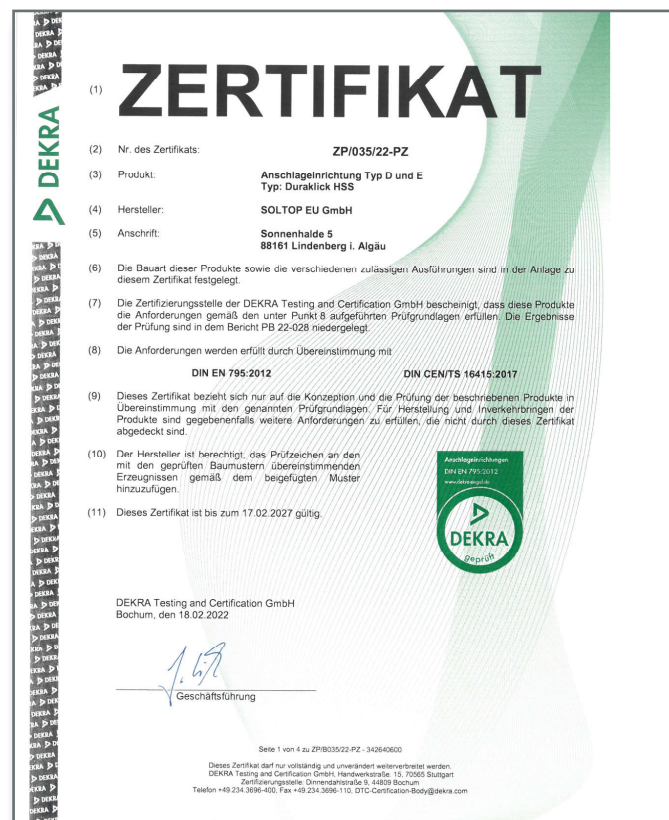 DEKRA
(1) ZERTIFIKAT
(2) Nr. des Zertifikats: ZP/035/22-PZ
(3) Produkt: Anschlageinrichtung Typ D und E
Typ: Duraklick HSS
(4) Hersteller: SOLTOP EU GmbH
(5) Anschrift: Sonnenhalde 5
88161 Lindenberg i. Algäu
(6) Die Bauart dieser Produkte sowie die verschiedenen zulässigen Ausführungen sind in der Anlage zu
diesem Zertifikat festgelegt.
(7) Die Zertifizierungsstelle der DEKRA Testing and Certification GmbH bescheinigt, dass diese Produkte
die Anforderungen gemäß den unter Punkt 8 aufgeführten Prüfgrundlagen erfüllen. Die Ergebnisse
der Prüfung sind in dem Bericht PB 22-028 niedergelegt.
(8) Die Anforderungen werden erfüllt durch Übereinstimmung mit
DIN EN 795:2012 DIN CEN/TS 16415:2017
(9) Dieses Zertifikat bezieht sich nur auf die Konzeption und die Prüfung der beschriebenen Produkte in
Übereinstimmung mit den genannten Prüfgrundlagen. Für Herstellung und Inverkehrbringen der
Produkte sind gegebenenfalls weitere Anforderungen zu erfüllen, die nicht durch dieses Zertifikat
abgedeckt sind.
(10) Der Hersteller ist berechtigt, das Prüfzeichen an den
mit den geprüften Baumustern übereinstimmenden
Erzeugnissen gemäß dem beigefügten Muster
hinzuzufügen.
Anschlageinrichtungen
DIN EN 795:2012
www.dekra-siegel.de
DEKRA
geprüft
(11) Dieses Zertifikat ist bis zum 17.02.2027 gültig.
DEKRA Testing and Certification GmbH
Bochum, den 18.02.2022
Geschäftsführung
Seite 1 von 4 zu ZP/B035/22-PZ - 342640600
Dieses Zertifikat darf nur vollständig und unverändert weiterverbreitet werden.
DEKRA Testing and Certification GmbH, Handwerkstraße. 15, 70565 Stuttgart
Zertifizierungsstelle: Dinnendahlstraße 9, 44809 Bochum
Telefon +49.234.3696-400, Fax +49.234.3696-110, DTC-Certification-Body@dekra.com